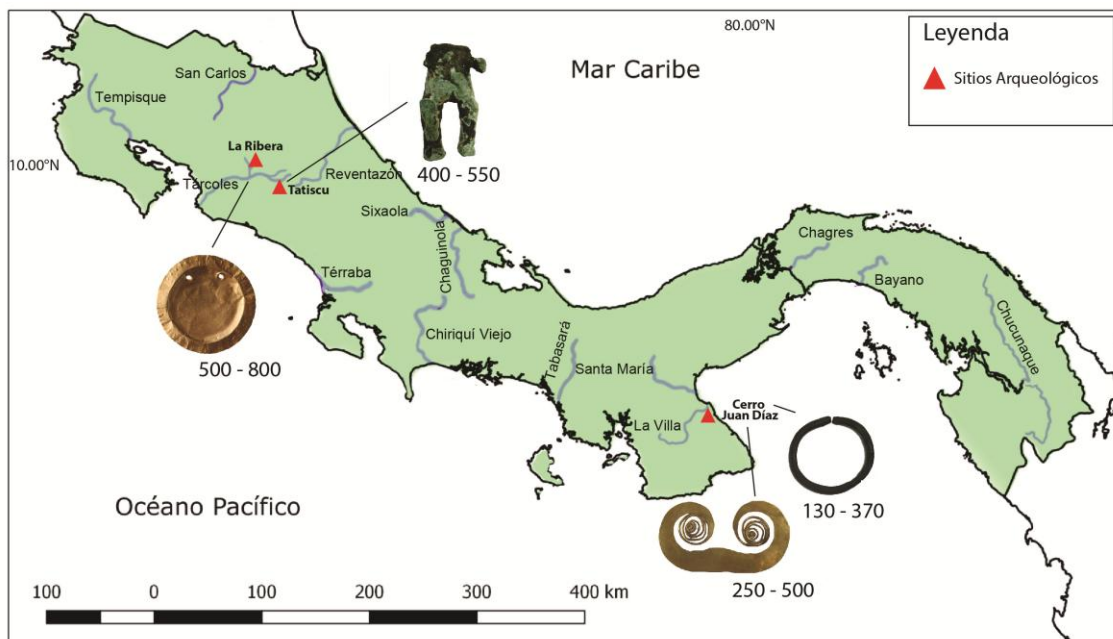 80.00°N
Leyenda
Sitios Arqueológicos
Mar Caribe
San Carlos
Tempisque
10.00°N
La Ribera
400 - 550
Reventazón
Tárcoles
Tatiscu
Sixaola
Chaguinola
Chagres
Térraba
Bayano
Chucunaque
500 - 800
Chiriquí Viejo
Tabasará
Santa María
Cerro
Juan Díaz
La Villa
130 - 370
Océano Pacífico
250 - 500
100 0 100 200 300 400 km